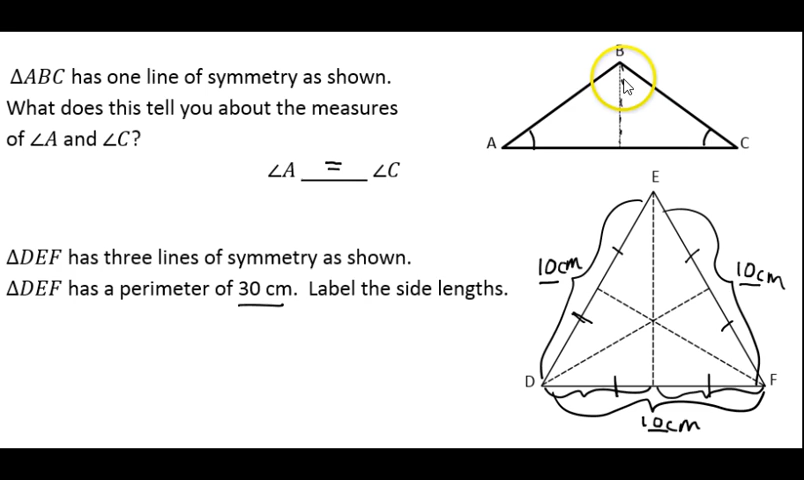 B
ΔABC has one line of symmetry as shown.
What does this tell you about the measures
of ∠A and ∠C?
A
C
∠A = ∠C
E
ΔDEF has three lines of symmetry as shown.
10cm
10cm
ΔDEF has a perimeter of 30 cm. Label the side lengths.
D
F
10cm